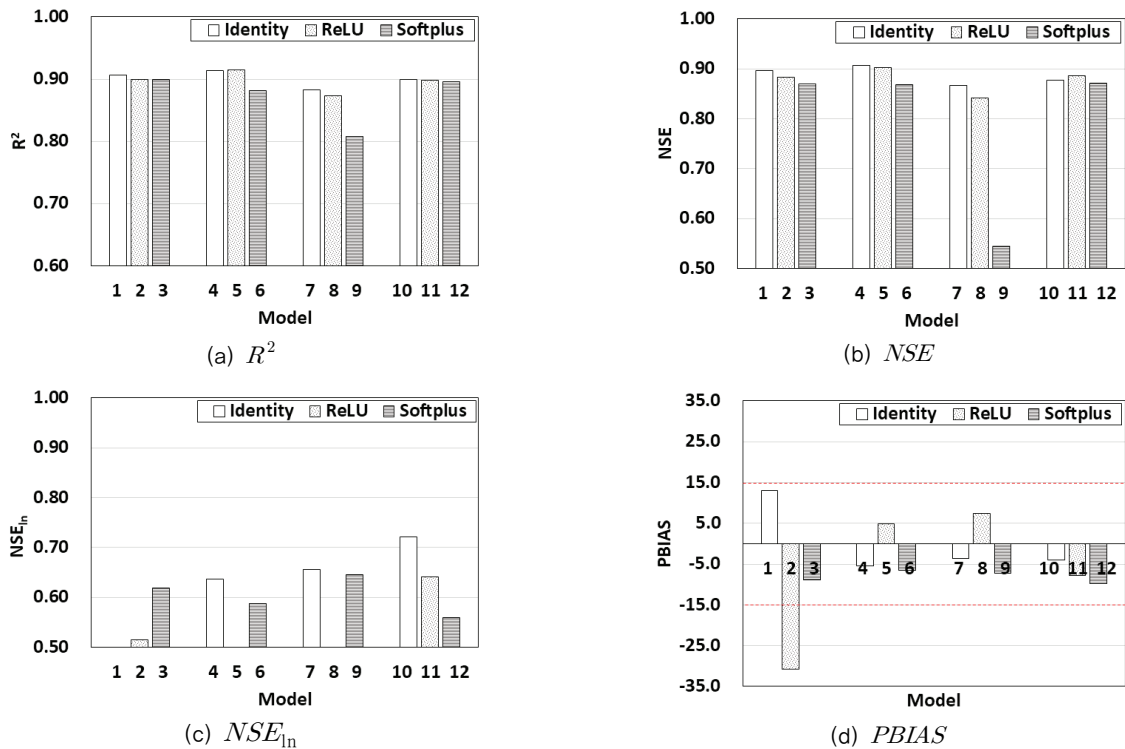 1.00
Identity ReLU Softplus
0.90
0.80
0.70
0.60
R²
1 2 3 4 5 6 7 8 9 10 11 12
Model
(a) R²
1.00
Identity ReLU Softplus
0.90
0.80
0.70
0.60
0.50
NSE
1 2 3 4 5 6 7 8 9 10 11 12
Model
(b) NSE
1.00
Identity ReLU Softplus
0.90
0.80
0.70
0.60
0.50
NSEln
1 2 3 4 5 6 7 8 9 10 11 12
Model
(c) NSEln
35.0
Identity ReLU Softplus
25.0
15.0
5.0
-5.0
-15.0
-25.0
-35.0
PBIAS
1 2 3 4 5 6 7 8 9 10 11 12
Model
(d) PBIAS